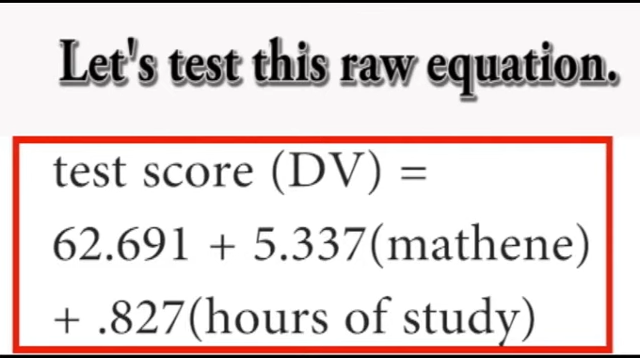 Let's test this raw equation.
test score (DV) =
62.691 + 5.337(mathene)
+ .827(hours of study)